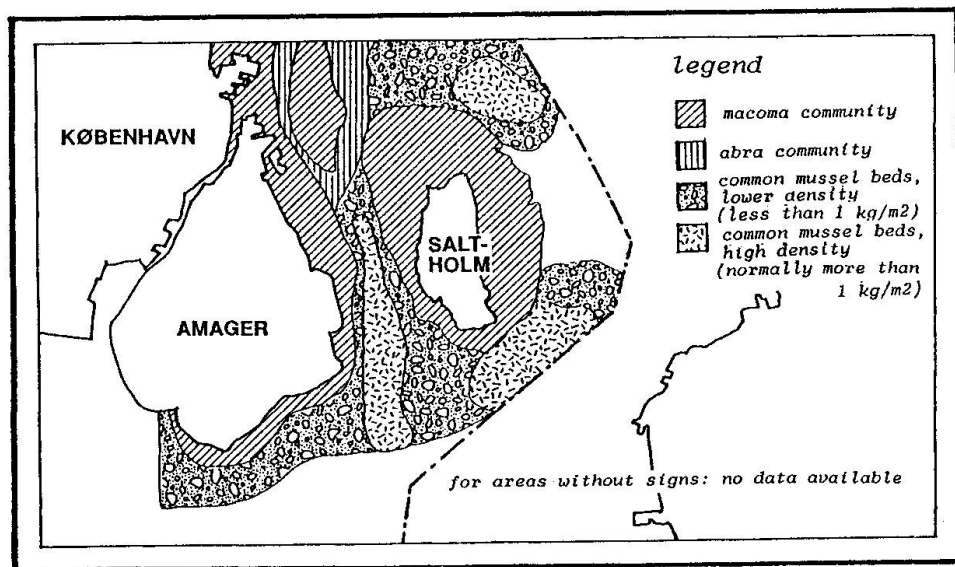 KØBENHAVN
AMAGER
SALT-
HOLM
legend
macoma community
abra community
common mussel beds,
lower density
(less than 1 kg/m2)
common mussel beds,
high density
(normally more than
1 kg/m2)
for areas without signs: no data available